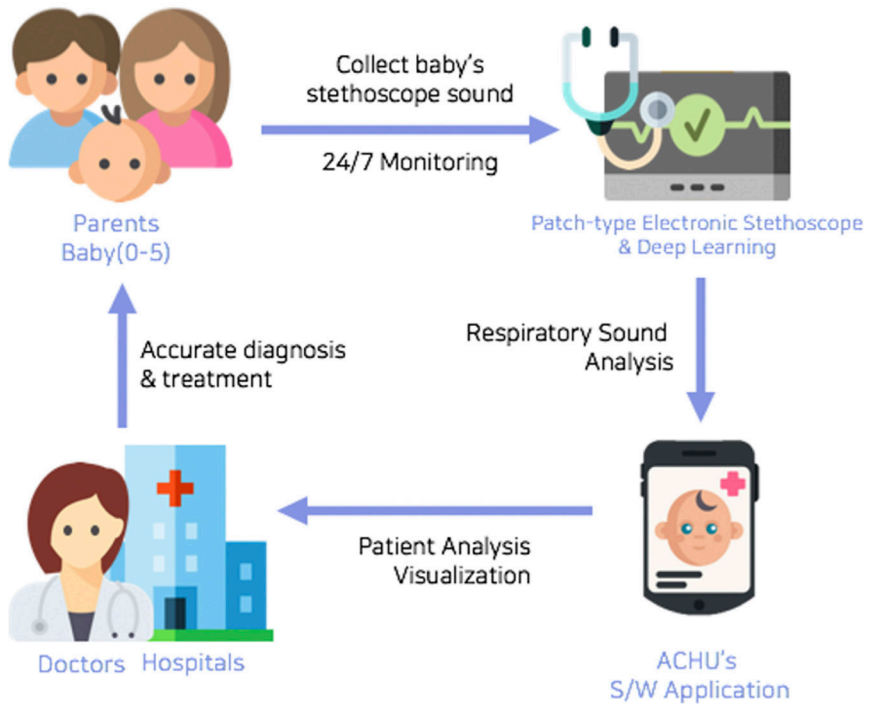 Collect baby's
stethoscope sound
24/7 Monitoring
Parents
Baby(0-5)
Patch-type Electronic Stethoscope
& Deep Learning
Respiratory Sound
Analysis
Accurate diagnosis
& treatment
Patient Analysis
Visualization
Doctors Hospitals
ACHU's
S/W Application